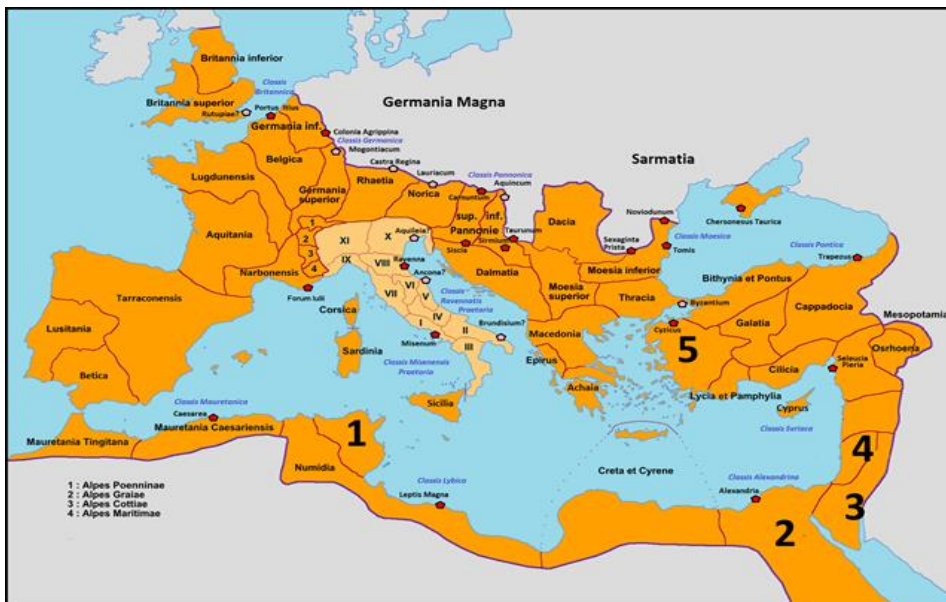 Britannia inferior
Classis
Britannica
Britannia superior
Rutupiae?
Portus Itius
Germania Magna
Germania inf.
Colonia Agrippina
Classis Germanica
Mogontiacum
Belgica
Castra Regina
Sarmatia
Lugdunensis
Germania
superior
Rhaetia
Lauriacum
Norica
Classis Pannonica
Aquincum
Carnuntum
sup.
inf.
Pannonie
Taurunum
Sirmium
Siscia
Dacia
Noviodunum
Chersonesus Taurica
Sexaginta
Prista
Classis Moesica
Tomis
Classis Pontica
Trapezus
Aquitania
1
2
3
4
XI
X
Aquileia?
IX
VIII
Ravenna
Ancona?
VI
V
VII
IV
I
II
III
Narbonensis
Forum Iulii
Dalmatia
Moesia
superior
Moesia inferior
Thracia
Bithynia et Pontus
Byzantium
Cappadocia
Mesopotamia
Tarraconensis
Corsica
Classis
Ravennatis
Praetoria
Brundisium?
Misenum
Macedonia
Cyzicus
5
Galatia
Osrhoena
Lusitania
Sardinia
Classis Misenensis
Praetoria
Epirus
Achaia
Cilicia
Seleucia
Pieria
Betica
Sicilia
Lycia et Pamphylia
Cyprus
Classis Mauretanica
Caesarea
Mauretania Caesariensis
Mauretania Tingitana
1
Numidia
Classis Lybica
Leptis Magna
Creta et Cyrene
Classis Alexandrina
Alexandria
2
3
4
1 : Alpes Poenninae
2 : Alpes Graiae
3 : Alpes Cottiae
4 : Alpes Maritimae